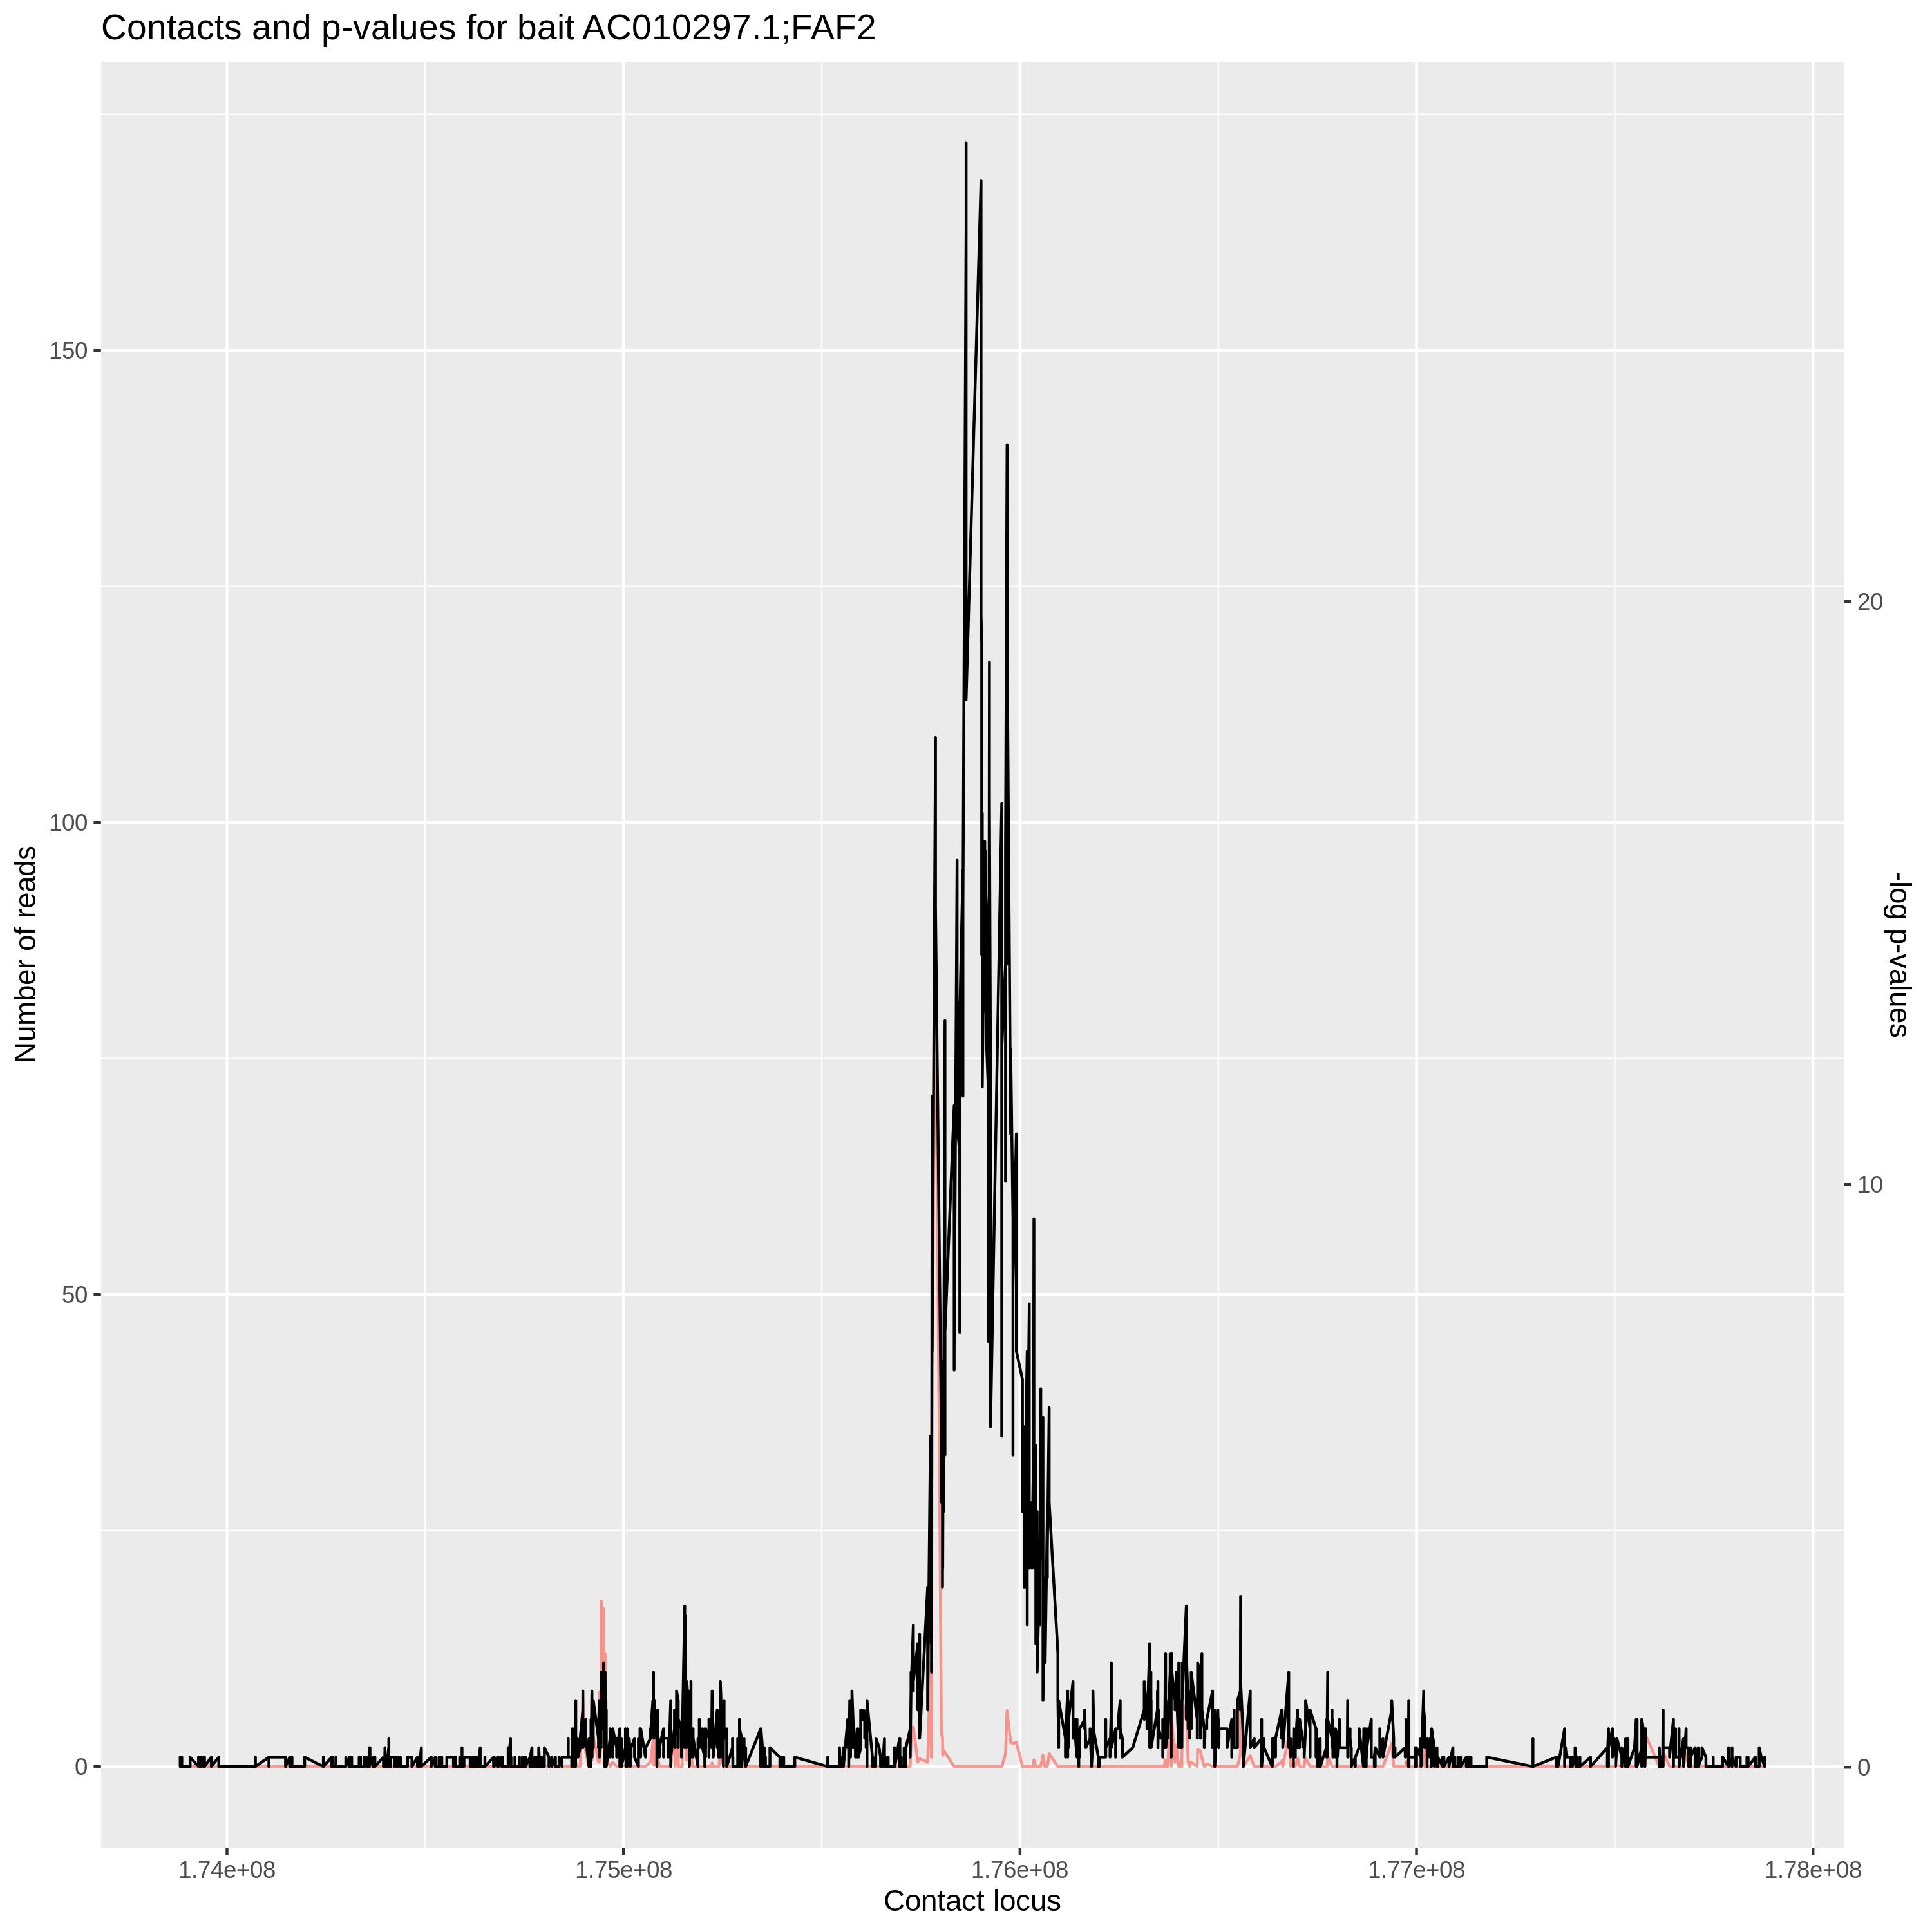 Contacts and p-values for bait AC010297.1;FAF2
150
100
50
0
Number of reads
20
10
0
-log p-values
1.74e+08
1.75e+08
1.76e+08
1.77e+08
1.78e+08
Contact locus